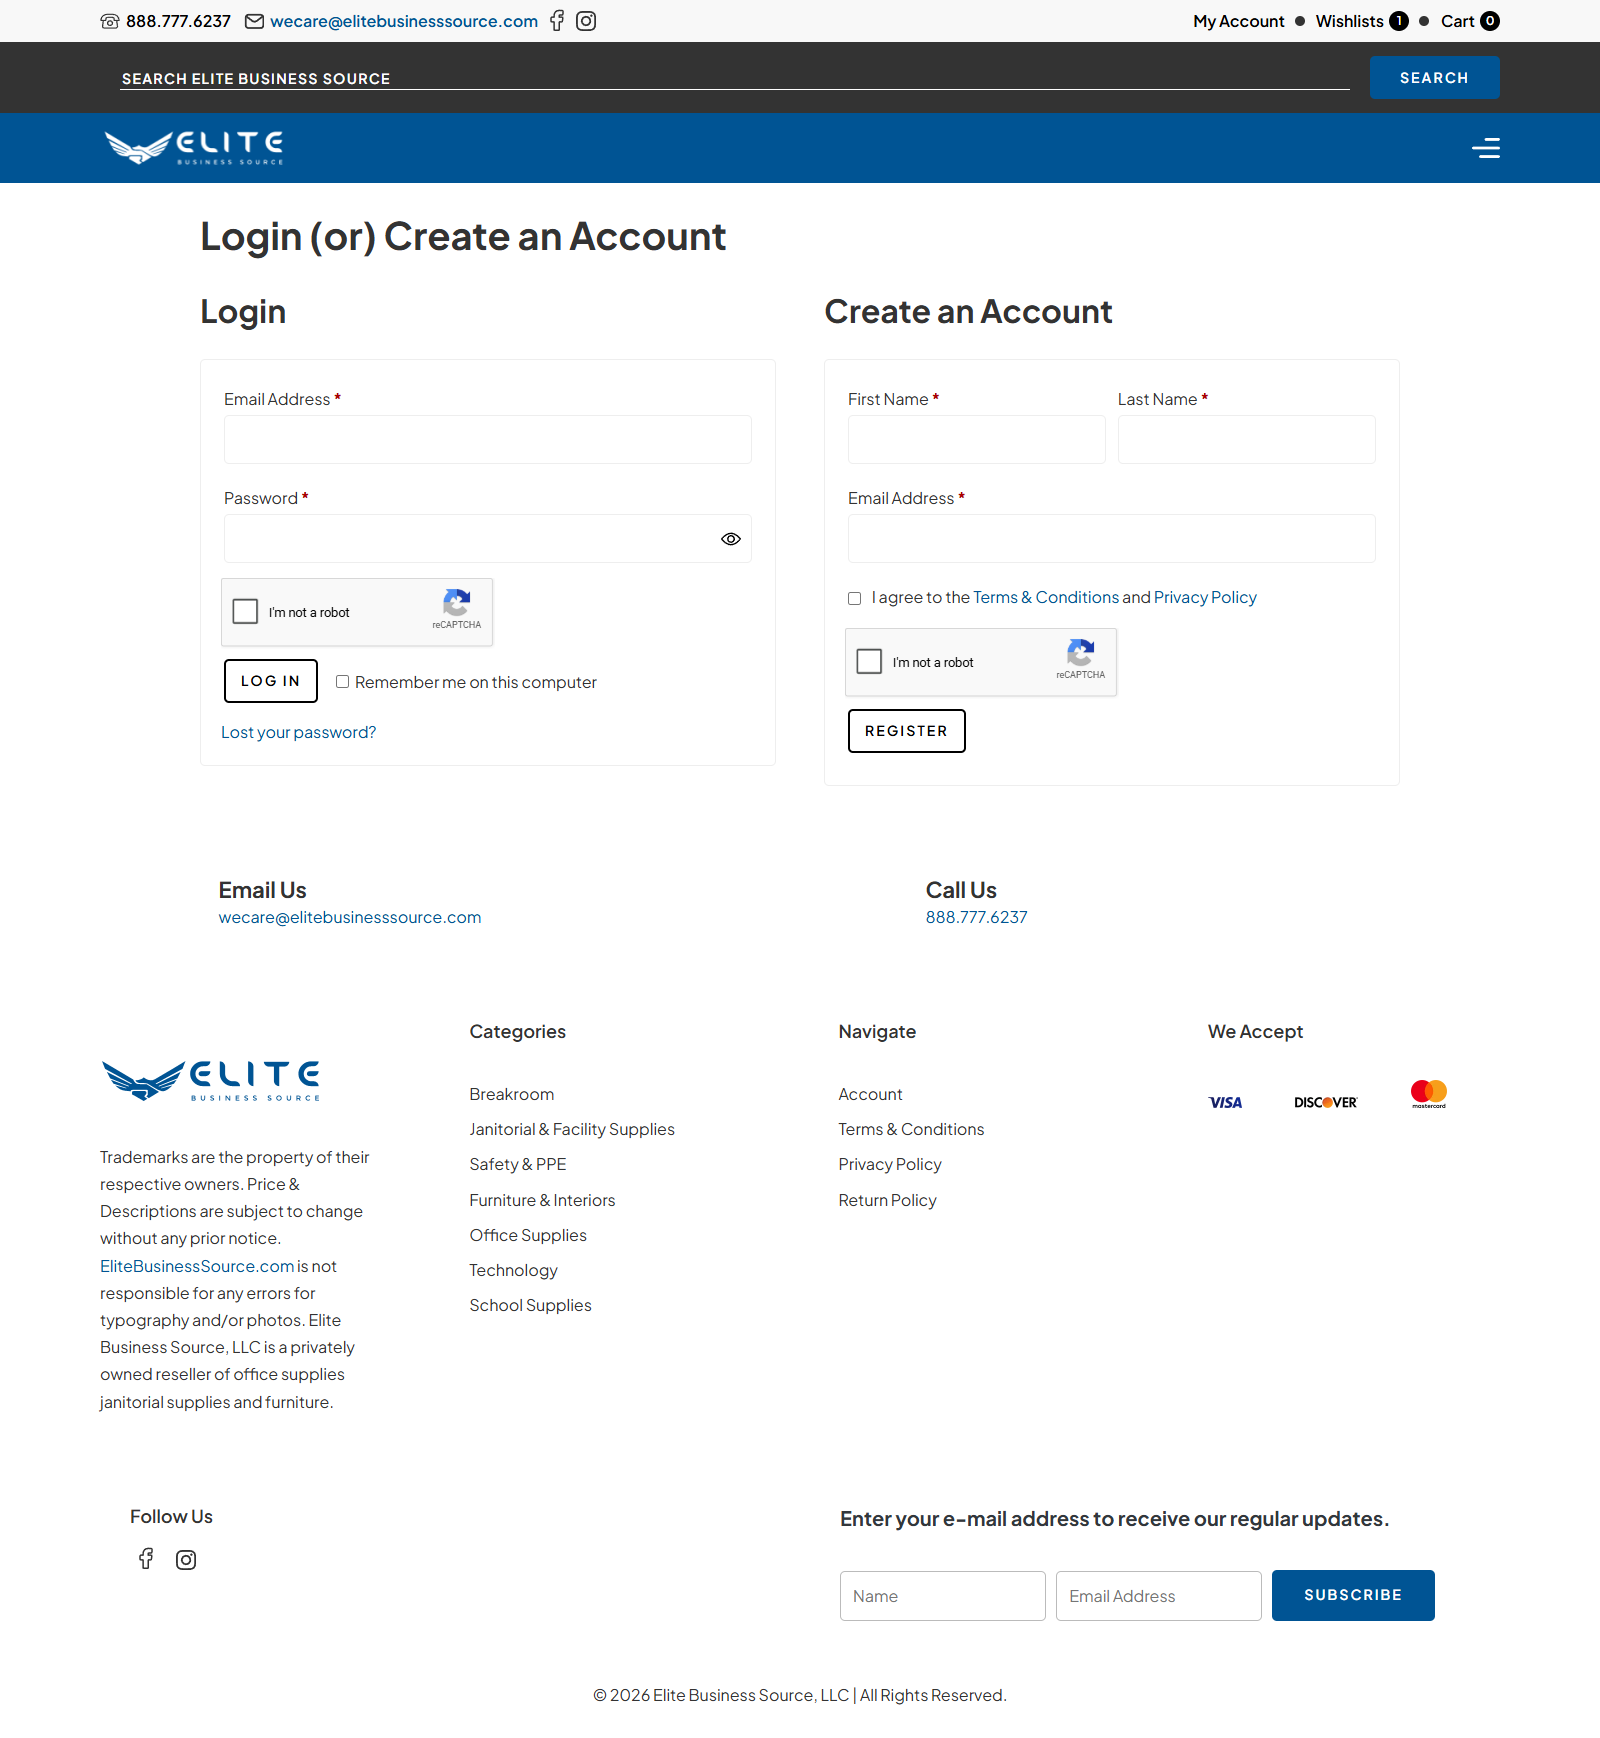 888.777.6237 wecare@elitebusinesssource.com My Account Wishlists 1 Cart 0
SEARCH ELITE BUSINESS SOURCE SEARCH
ELITE
BUSINESS SOURCE
Login (or) Create an Account
Login
Email Address *
Password *
I'm not a robot
reCAPTCHA
LOG IN Remember me on this computer
Lost your password?
Create an Account
First Name * Last Name *
Email Address *
I agree to the Terms & Conditions and Privacy Policy
I'm not a robot
reCAPTCHA
REGISTER
Email Us
wecare@elitebusinesssource.com
Call Us
888.777.6237
ELITE
BUSINESS SOURCE
Trademarks are the property of their
respective owners. Price &
Descriptions are subject to change
without any prior notice.
EliteBusinessSource.com is not
responsible for any errors for
typography and/or photos. Elite
Business Source, LLC is a privately
owned reseller of office supplies
janitorial supplies and furniture.
Categories
Breakroom
Janitorial & Facility Supplies
Safety & PPE
Furniture & Interiors
Office Supplies
Technology
School Supplies
Navigate
Account
Terms & Conditions
Privacy Policy
Return Policy
We Accept
VISA DISCOVER mastercard
Follow Us
Enter your e-mail address to receive our regular updates.
Name Email Address SUBSCRIBE
© 2026 Elite Business Source, LLC | All Rights Reserved.